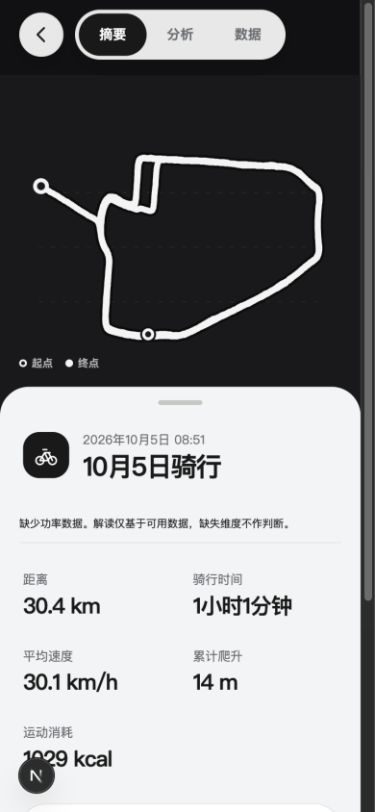 摘要 分析 数据
起点 终点
2026年10月5日 08:51
10月5日骑行
缺少功率数据。解读仅基于可用数据，缺失维度不作判断。
距离 骑行时间
30.4 km 1小时1分钟
平均速度 累计爬升
30.1 km/h 14 m
运动消耗
1029 kcal
N